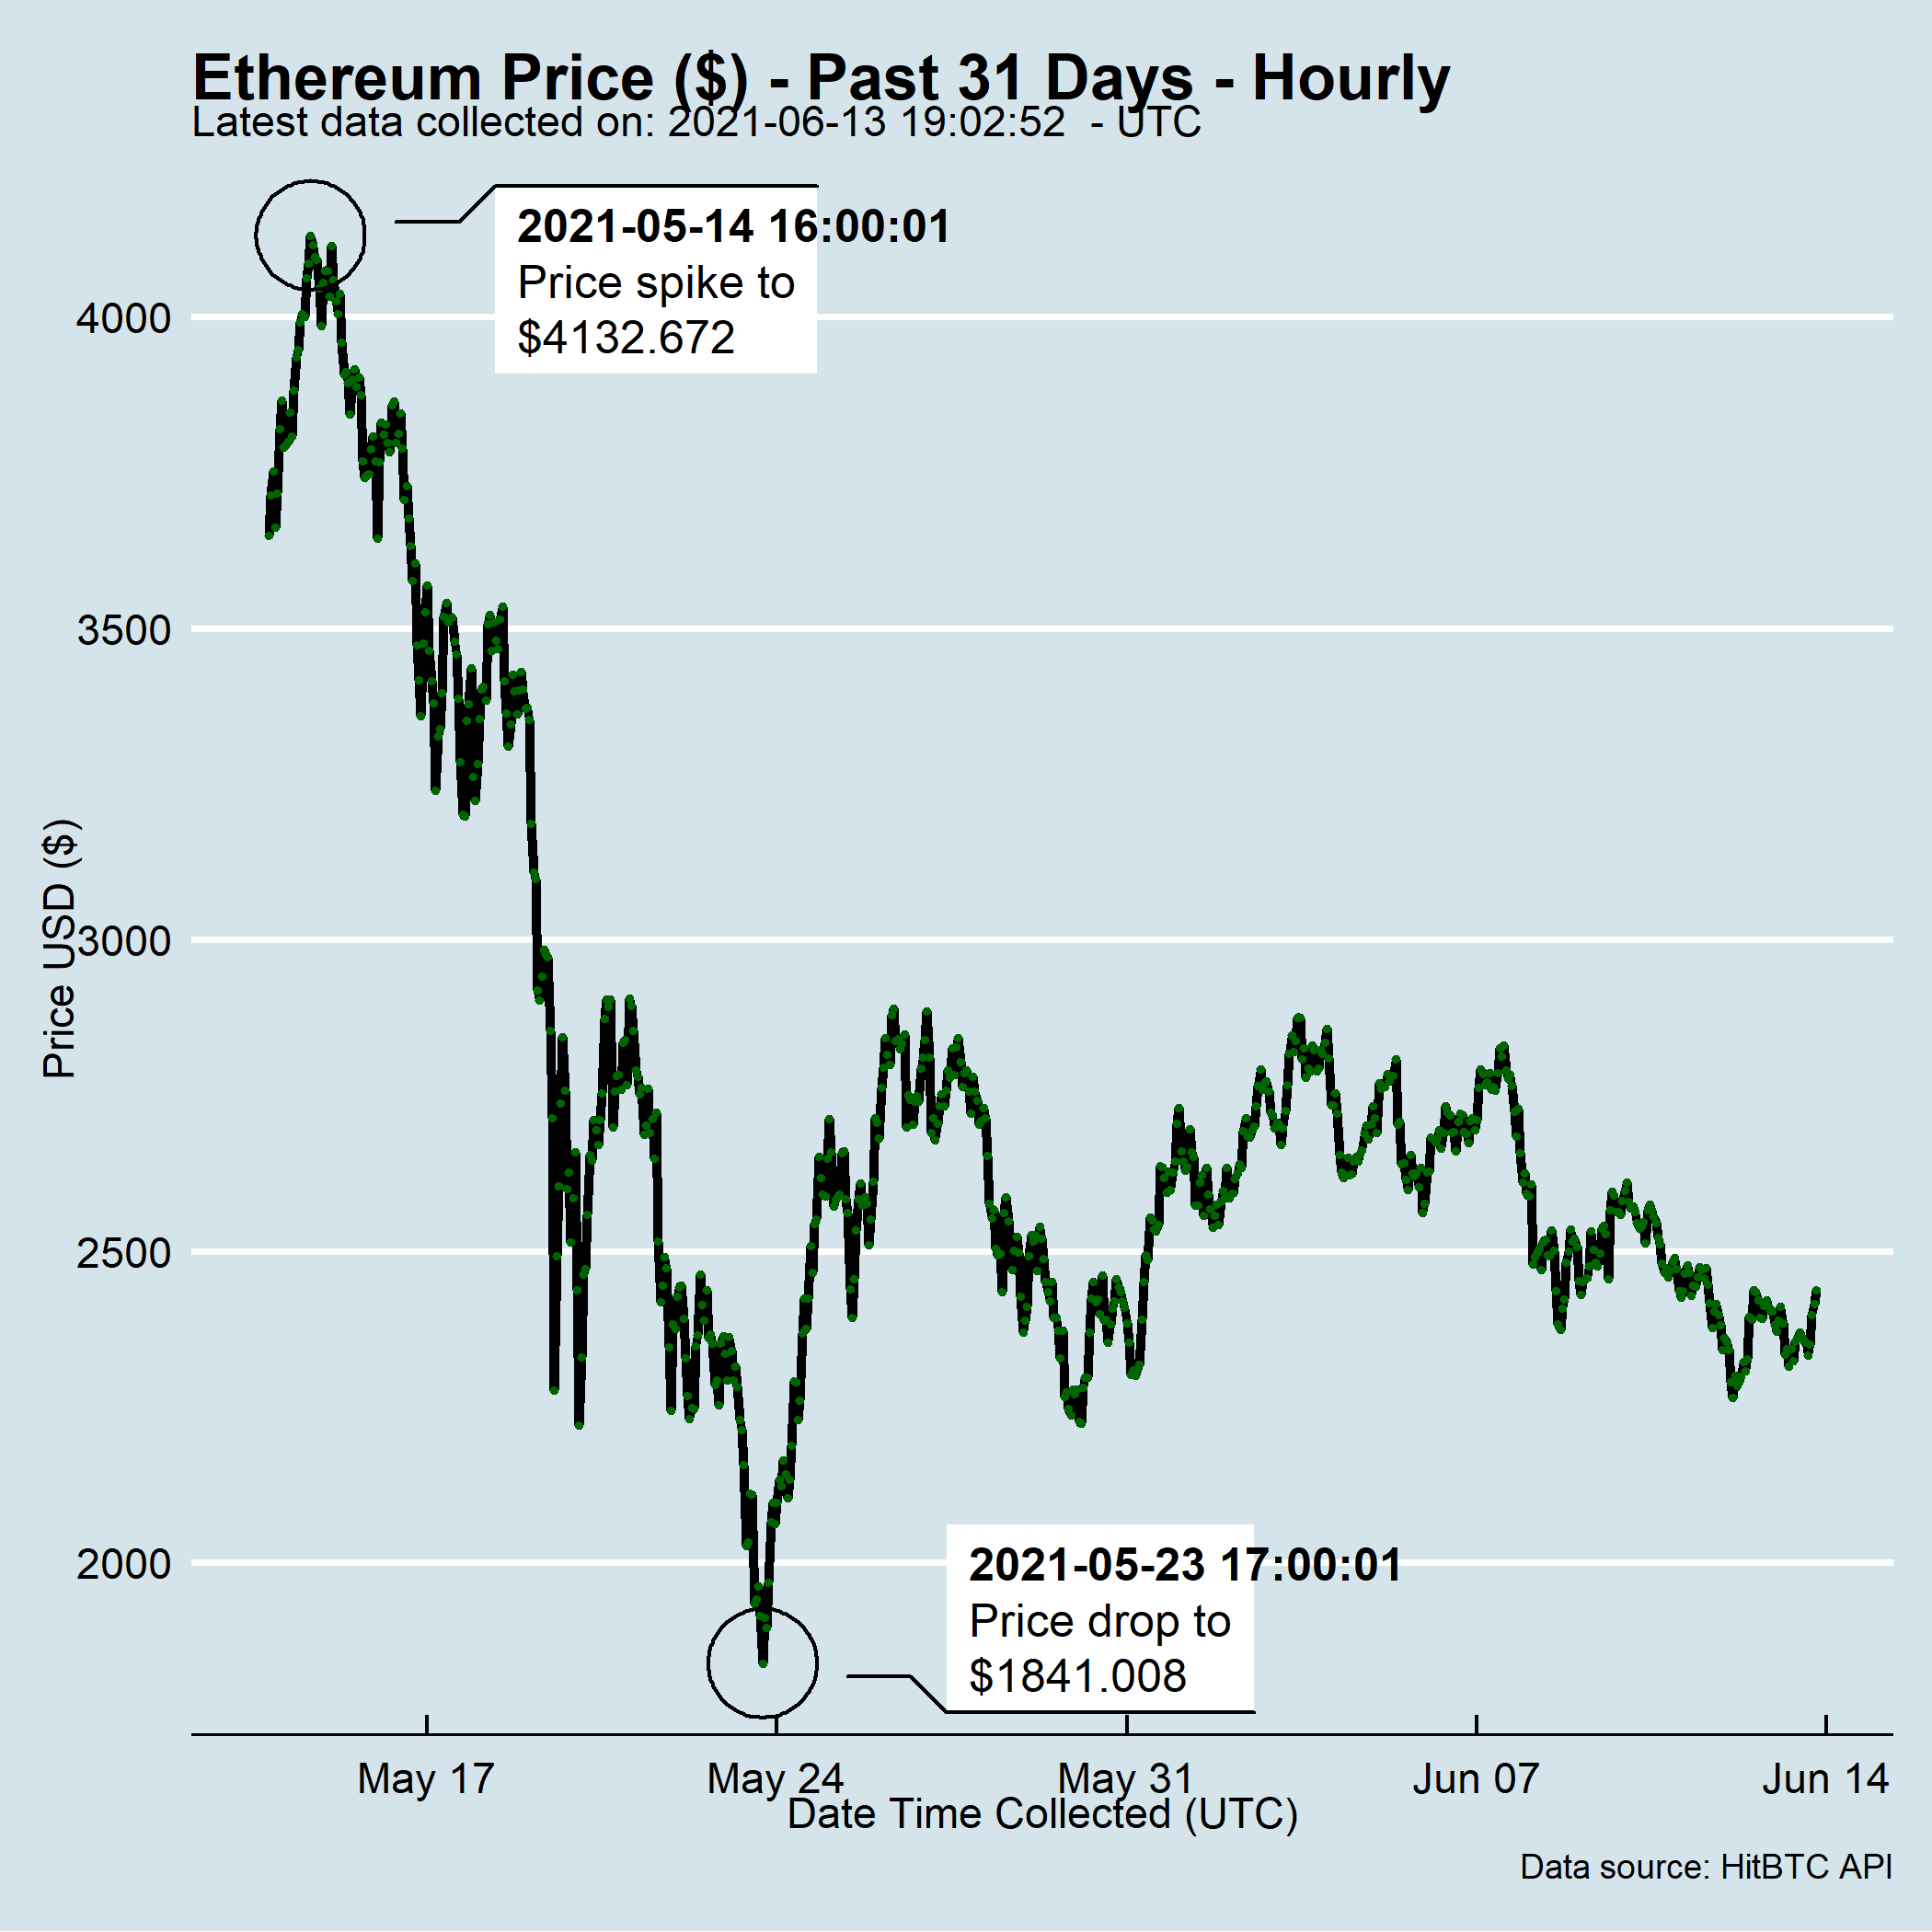 Ethereum Price ($) - Past 31 Days - Hourly
Latest data collected on: 2021-06-13 19:02:52  - UTC
2021-05-14 16:00:01
Price spike to
$4132.672
4000
3500
3000
2500
2000
Price USD ($)
2021-05-23 17:00:01
Price drop to
$1841.008
May 17
May 24
May 31
Jun 07
Jun 14
Date Time Collected (UTC)
Data source: HitBTC API